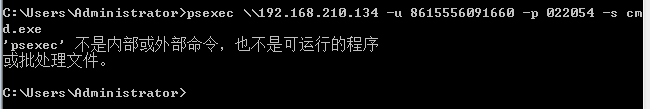 C:\Users\Administrator>psexec \\192.168.210.134 -u 8615556091660 -p 022054 -s cm
d.exe
'psexec' 不是内部或外部命令，也不是可运行的程序
或批处理文件。
C:\Users\Administrator>